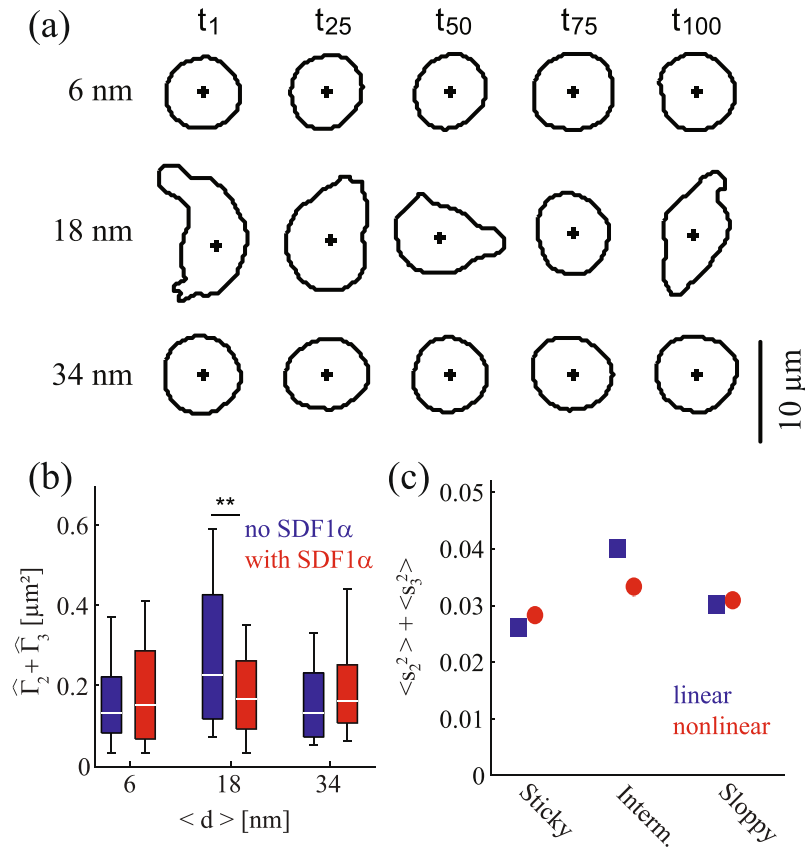 (a) t1 t25 t50 t75 t100
6 nm
18 nm
34 nm
10 µm
(b)
**
no SDF1α
with SDF1α
Γ̂2 + Γ̂3 [µm²]
0.6
0.4
0.2
0
6 18 34
< d > [nm]
(c)
<s₂²> + <s₃²>
0.05
0.04
0.03
0.02
0.01
0
linear
nonlinear
Sticky Interm. Sloppy